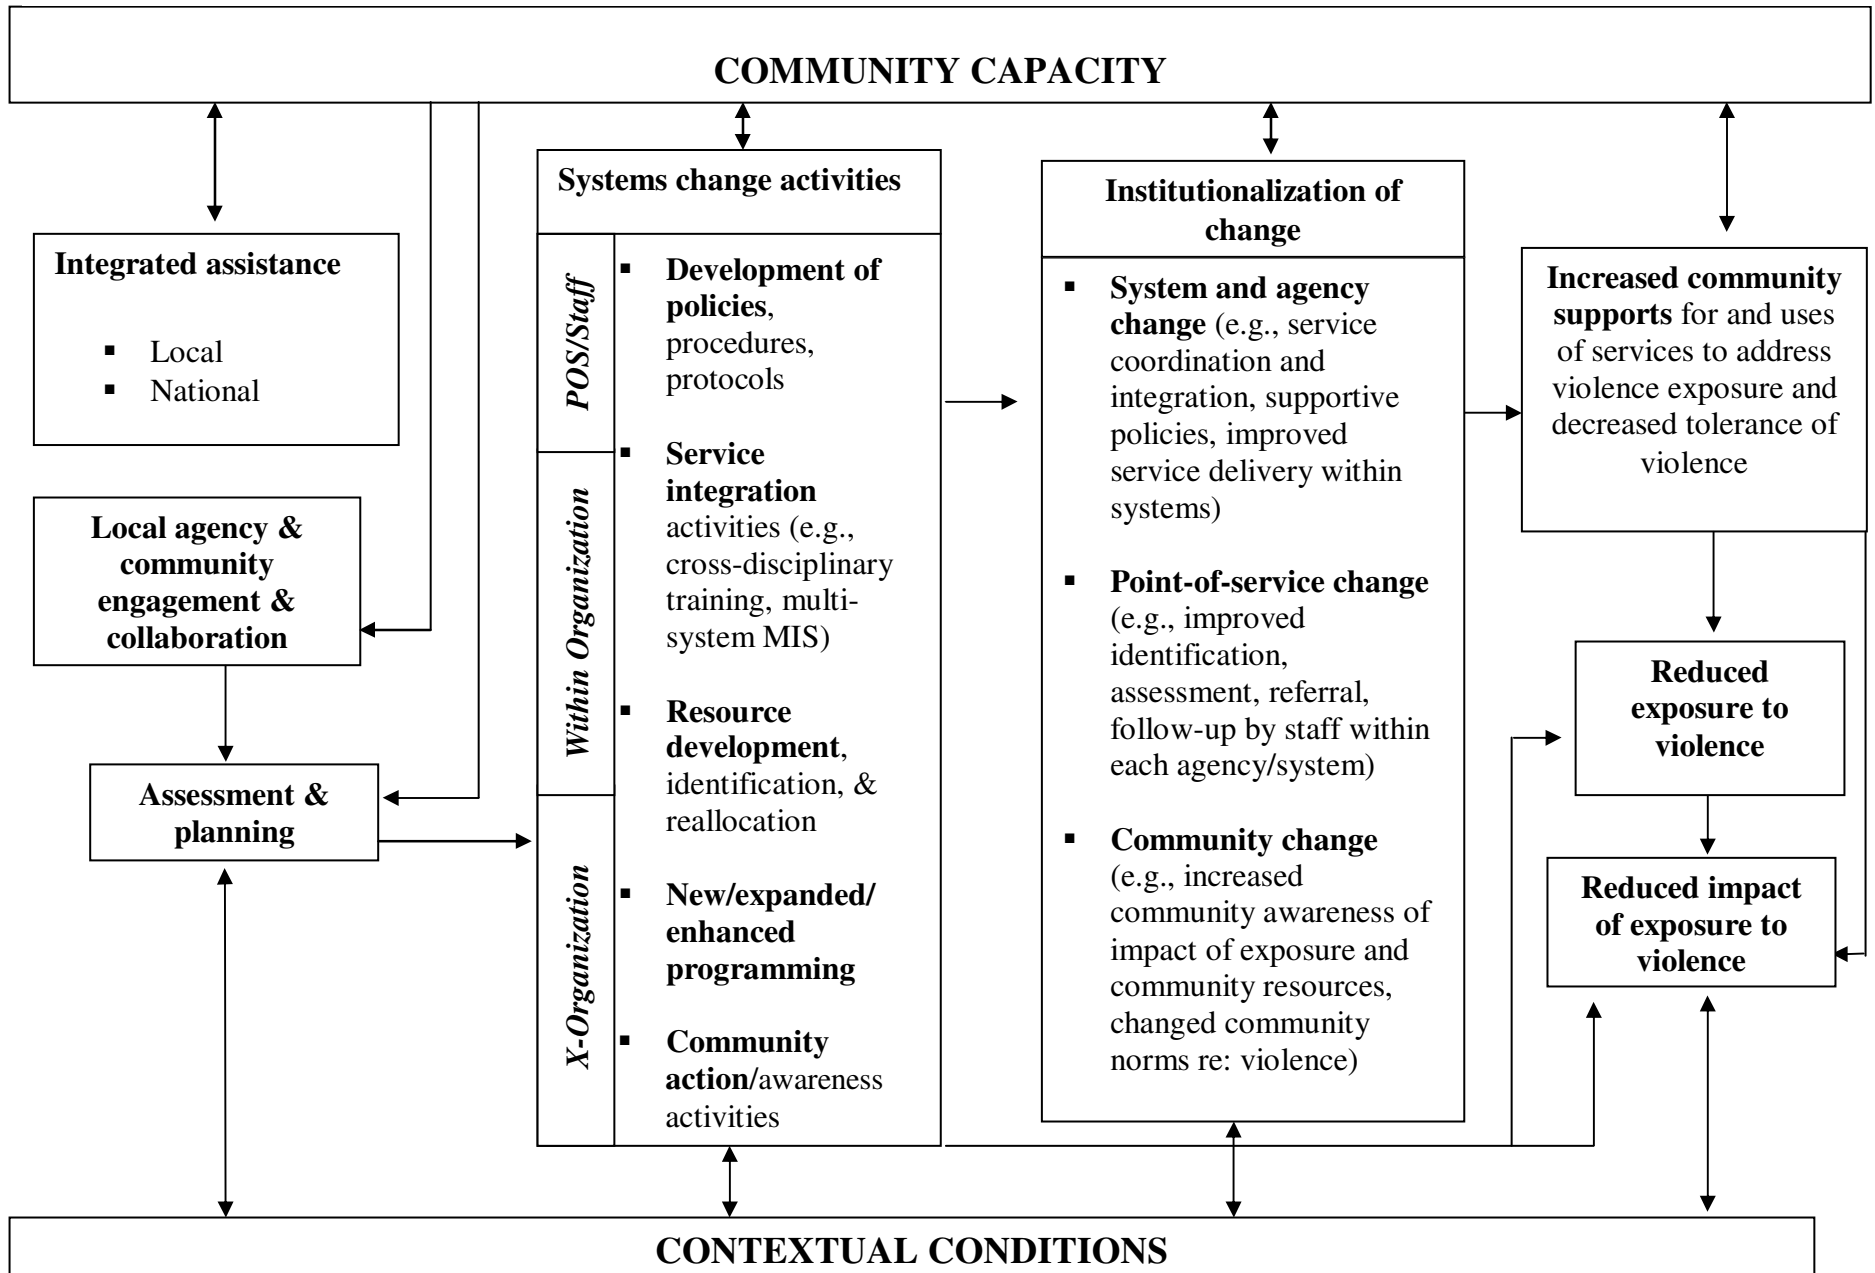 COMMUNITY CAPACITY
Integrated assistance
▪ Local
▪ National
Local agency &
community
engagement &
collaboration
Assessment &
planning
Systems change activities
POS/Staff
Within Organization
X-Organization
▪ Development of
policies,
procedures,
protocols
▪ Service
integration
activities (e.g.,
cross-disciplinary
training, multi-
system MIS)
▪ Resource
development,
identification, &
reallocation
▪ New/expanded/
enhanced
programming
▪ Community
action/awareness
activities
Institutionalization of
change
▪ System and agency
change (e.g., service
coordination and
integration, supportive
policies, improved
service delivery within
systems)
▪ Point-of-service change
(e.g., improved
identification,
assessment, referral,
follow-up by staff within
each agency/system)
▪ Community change
(e.g., increased
community awareness of
impact of exposure and
community resources,
changed community
norms re: violence)
Increased community
supports for and uses
of services to address
violence exposure and
decreased tolerance of
violence
Reduced
exposure to
violence
Reduced impact
of exposure to
violence
CONTEXTUAL CONDITIONS